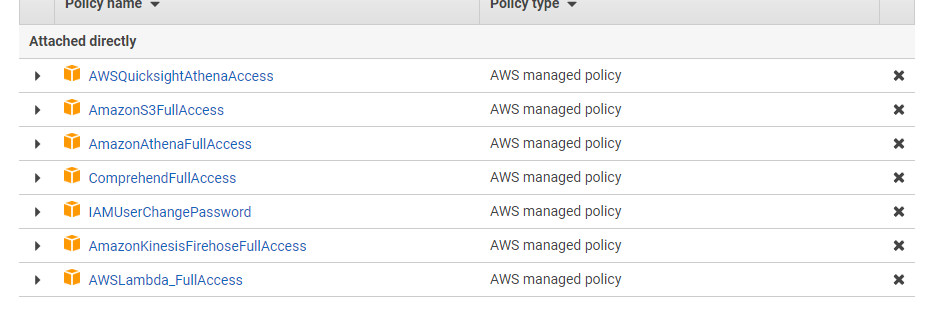 Policy name Policy type
Attached directly
AWSQuicksightAthenaAccess AWS managed policy
AmazonS3FullAccess AWS managed policy
AmazonAthenaFullAccess AWS managed policy
ComprehendFullAccess AWS managed policy
IAMUserChangePassword AWS managed policy
AmazonKinesisFirehoseFullAccess AWS managed policy
AWSLambda_FullAccess AWS managed policy